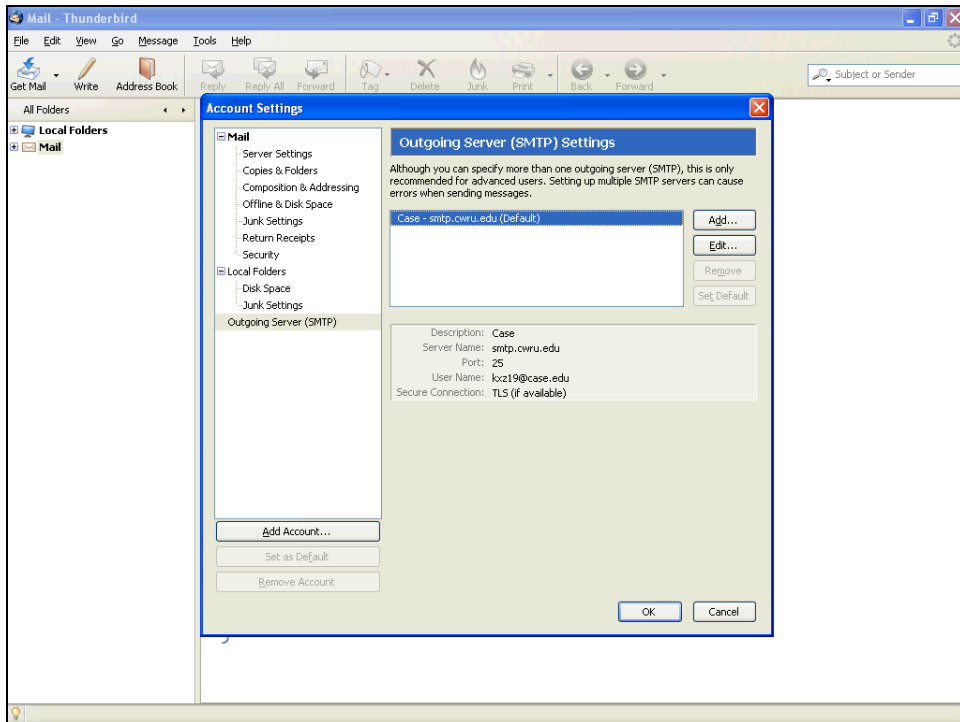 Mail - Thunderbird
File Edit View Go Message Tools Help
Get Mail Write Address Book Reply Reply All Forward Tag Delete Junk Print Back Forward
Subject or Sender
All Folders
Local Folders
Mail
Account Settings
Mail
Server Settings
Copies & Folders
Composition & Addressing
Offline & Disk Space
Junk Settings
Return Receipts
Security
Local Folders
Disk Space
Junk Settings
Outgoing Server (SMTP)
Add Account...
Set as Default
Remove Account
Outgoing Server (SMTP) Settings
Although you can specify more than one outgoing server (SMTP), this is only
recommended for advanced users. Setting up multiple SMTP servers can cause
errors when sending messages.
Case - smtp.cwru.edu (Default)
Add...
Edit...
Remove
Set Default
Description: Case
Server Name: smtp.cwru.edu
Port: 25
User Name: kxz19@case.edu
Secure Connection: TLS (if available)
OK Cancel